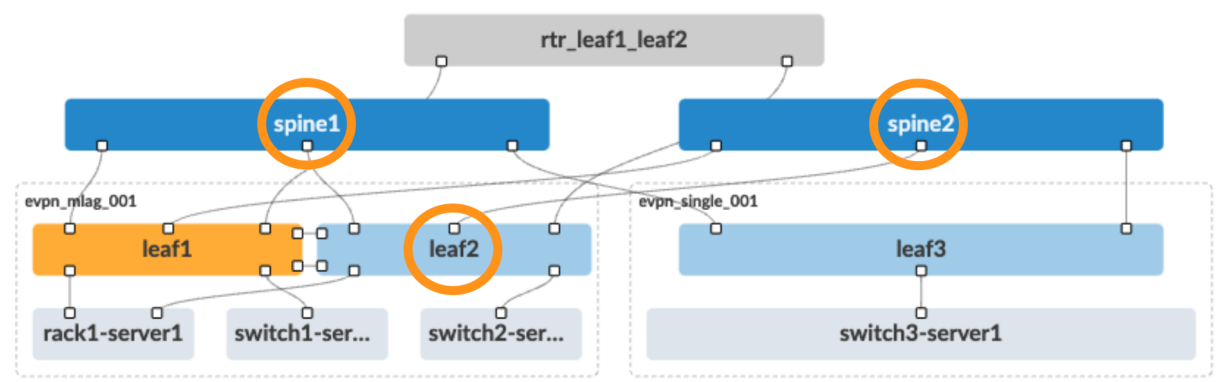 rtr_leaf1_leaf2
spine1
spine2
evpn_mlag_001
evpn_single_001
leaf1
leaf2
leaf3
rack1-server1
switch1-ser...
switch2-ser...
switch3-server1